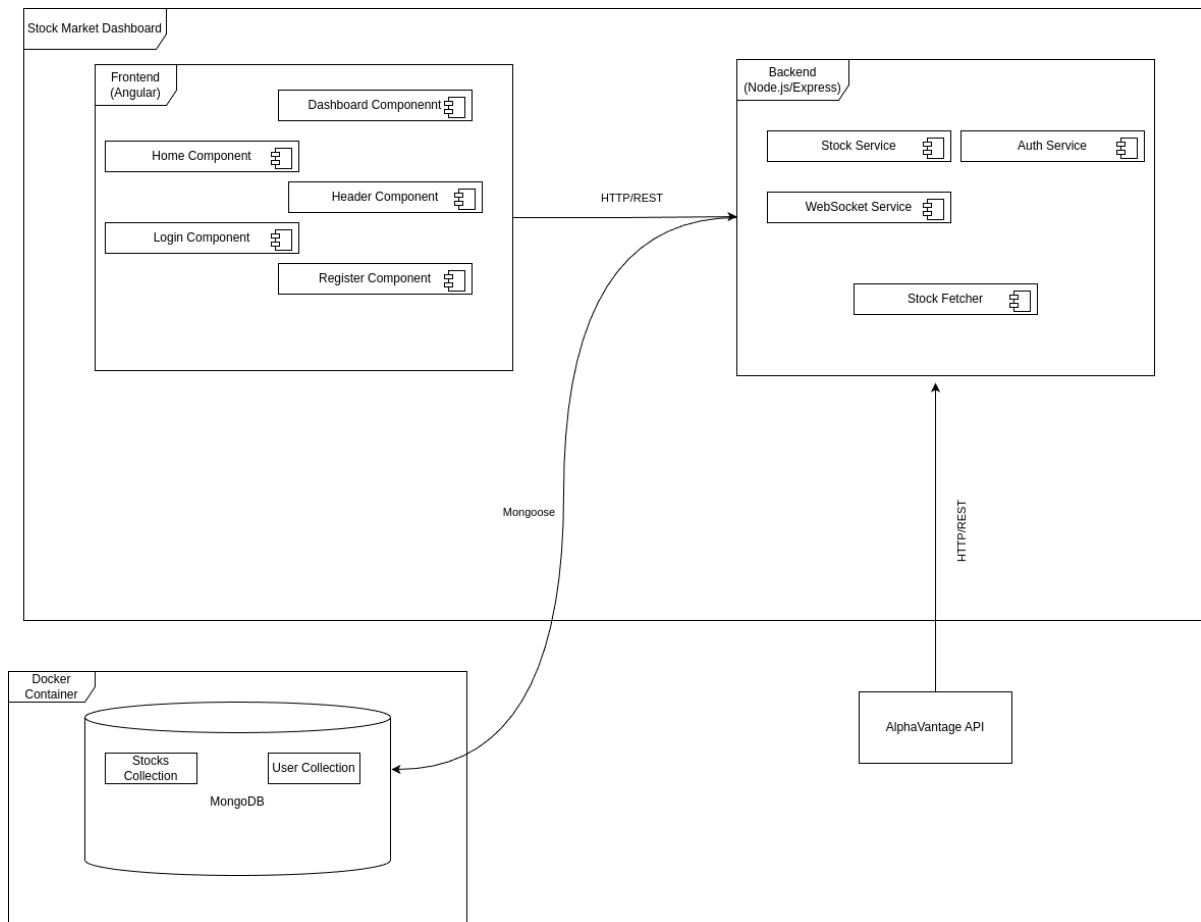 Stock Market Dashboard
Frontend
(Angular)
Dashboard Componennt
Home Component
Header Component
Login Component
Register Component
HTTP/REST
Backend
(Node.js/Express)
Stock Service
Auth Service
WebSocket Service
Stock Fetcher
Mongoose
HTTP/REST
Docker
Container
Stocks
Collection
User Collection
MongoDB
AlphaVantage API